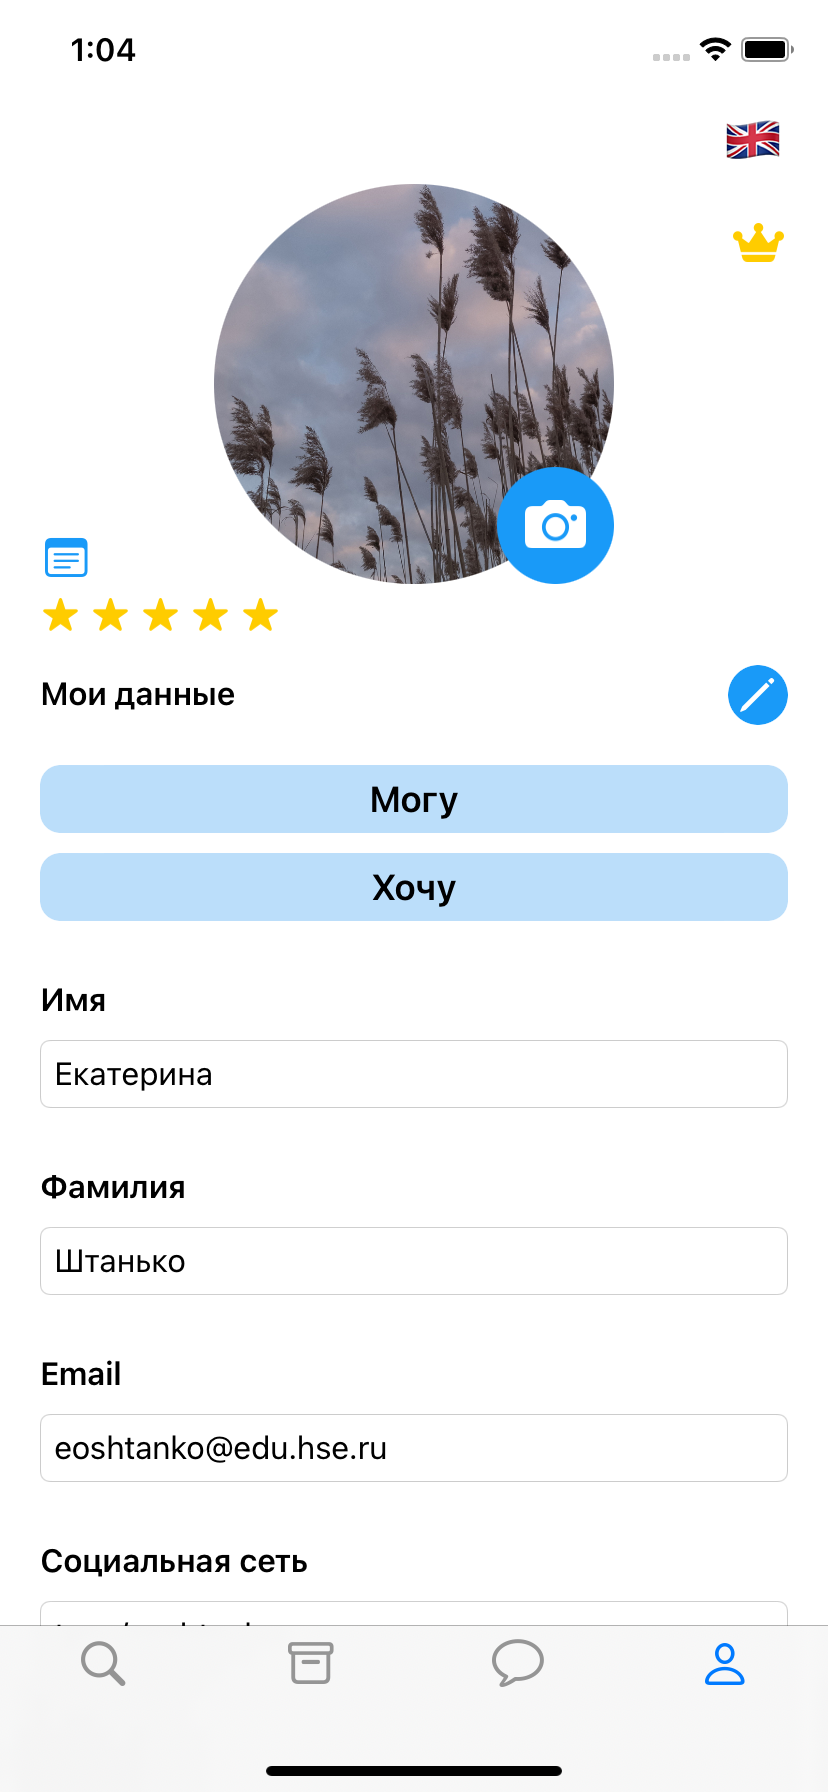 1:04
Мои данные
Могу
Хочу
Имя
Екатерина
Фамилия
Штанько
Email
eoshtanko@edu.hse.ru
Социальная сеть